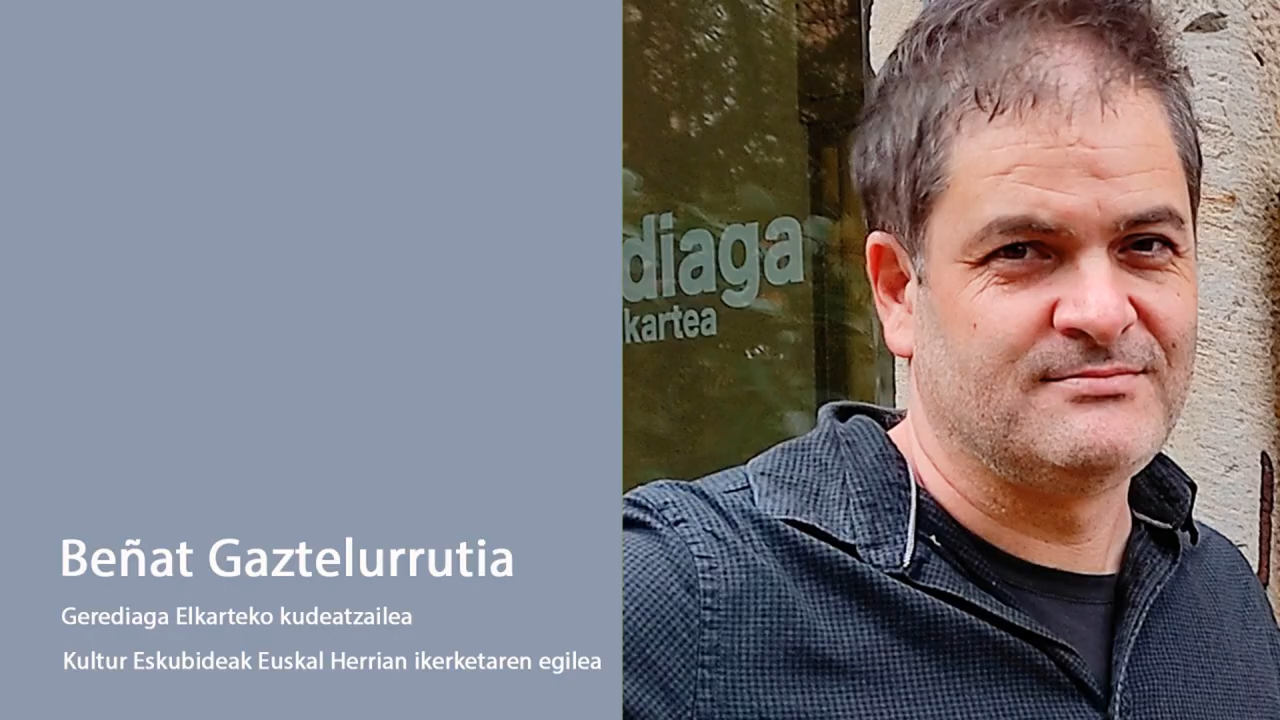 diaga
kartea
Beñat Gaztelurrutia
Gerediaga Elkarteko kudeatzailea
Kultur Eskubideak Euskal Herrian ikerketaren egilea